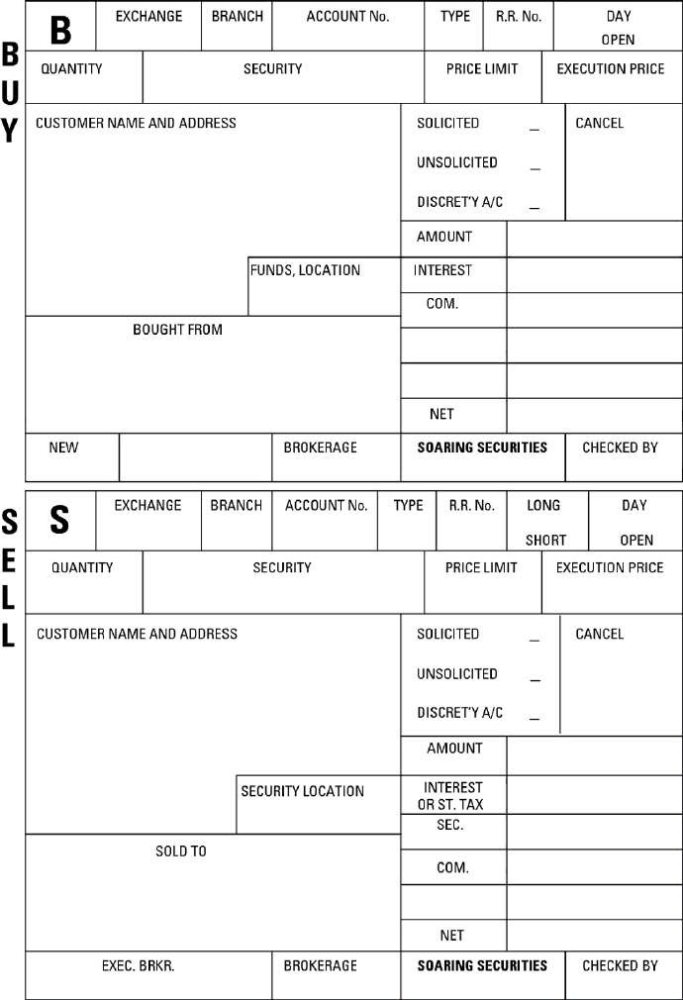 BUY
B EXCHANGE BRANCH ACCOUNT No. TYPE R.R. No. DAY
OPEN
QUANTITY SECURITY PRICE LIMIT EXECUTION PRICE
CUSTOMER NAME AND ADDRESS SOLICITED _ CANCEL
UNSOLICITED _
DISCRET'Y A/C _
AMOUNT
FUNDS, LOCATION INTEREST
COM.
BOUGHT FROM
NET
NEW BROKERAGE SOARING SECURITIES CHECKED BY
SELL
S EXCHANGE BRANCH ACCOUNT No. TYPE R.R. No. LONG DAY
SHORT OPEN
QUANTITY SECURITY PRICE LIMIT EXECUTION PRICE
CUSTOMER NAME AND ADDRESS SOLICITED _ CANCEL
UNSOLICITED _
DISCRET'Y A/C _
AMOUNT
SECURITY LOCATION INTEREST
OR ST. TAX
SEC.
SOLD TO
COM.
NET
EXEC. BRKR. BROKERAGE SOARING SECURITIES CHECKED BY